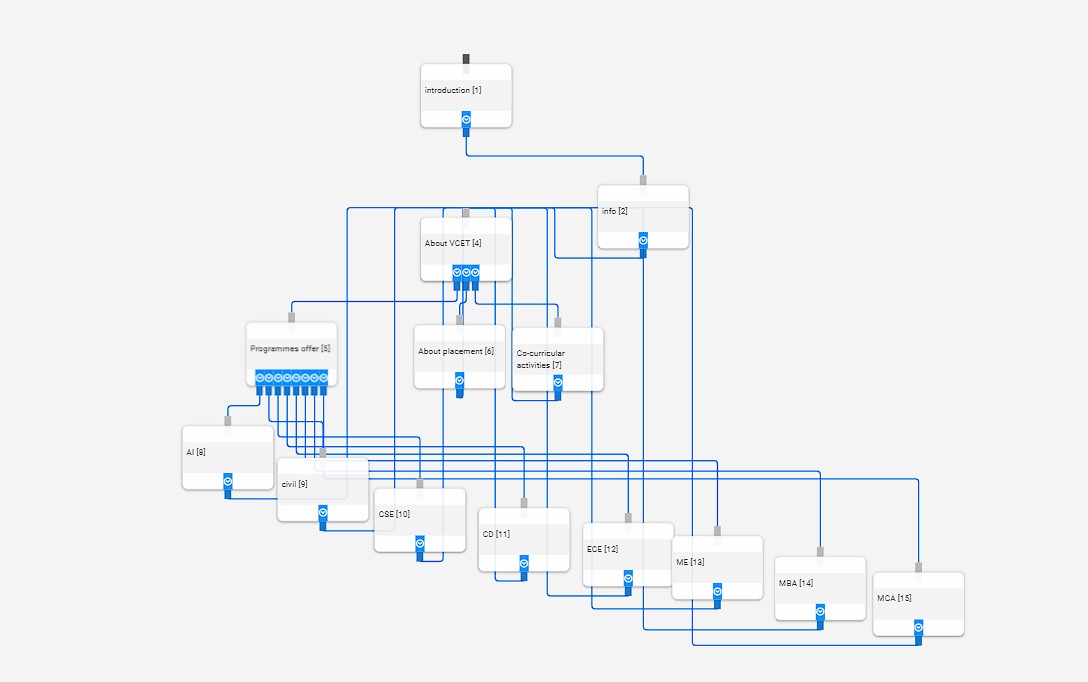 introduction [1]
info [2]
About VCET [4]
Programmes offer [5]
About placement [6]
Co-curricular
activities [7]
AI [8]
civil [9]
CSE [10]
CD [11]
ECE [12]
ME [13]
MBA [14]
MCA [15]